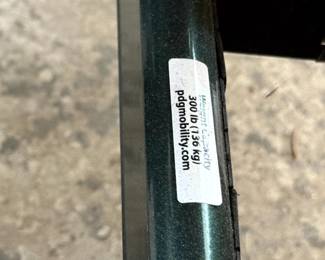 Weight Capacity
300 lb (136 kg)
pdgmobility.com